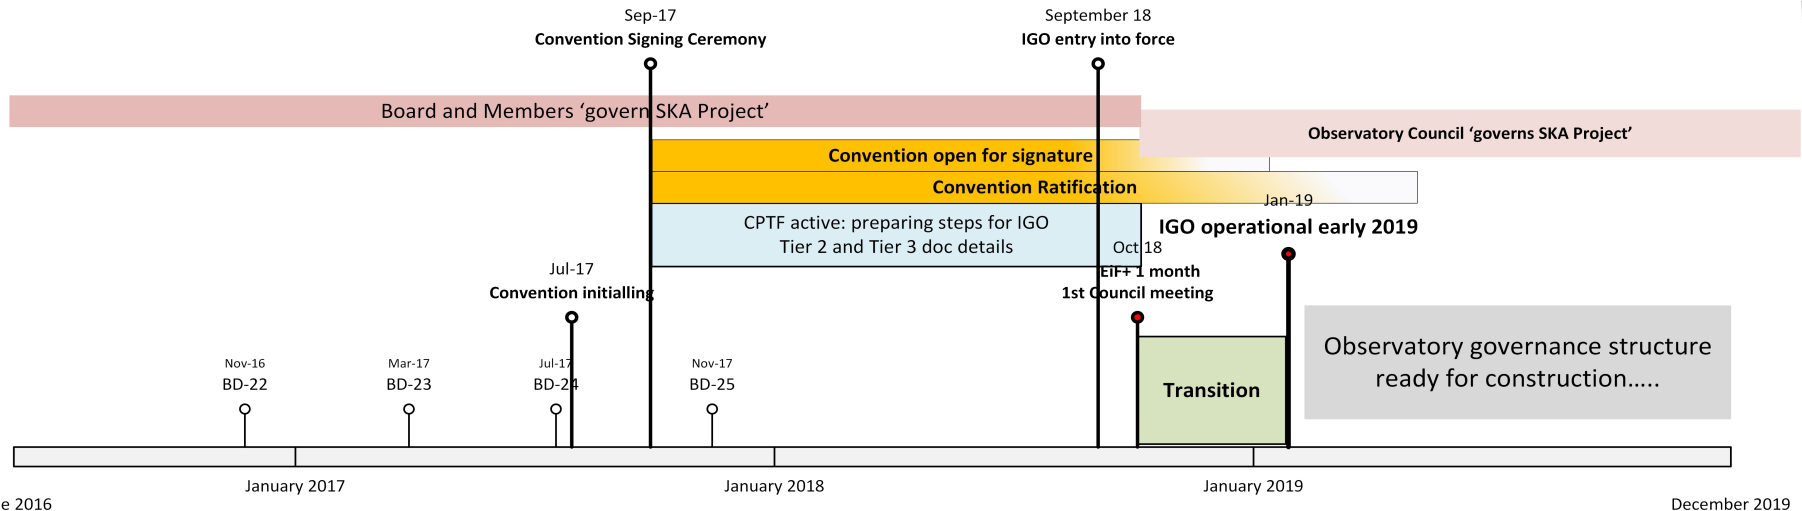 Sep-17
Convention Signing Ceremony
September 18
IGO entry into force
Board and Members ‘govern SKA Project’
Observatory Council ‘governs SKA Project’
Convention open for signature
Convention Ratification
CPTF active: preparing steps for IGO
Tier 2 and Tier 3 doc details
Jan-19
IGO operational early 2019
Oct 18
EiF+ 1 month
1st Council meeting
Jul-17
Convention initialling
Nov-16
BD-22
Mar-17
BD-23
Jul-17
BD-24
Nov-17
BD-25
Transition
Observatory governance structure
ready for construction…..
January 2017
January 2018
January 2019
e 2016
December 2019